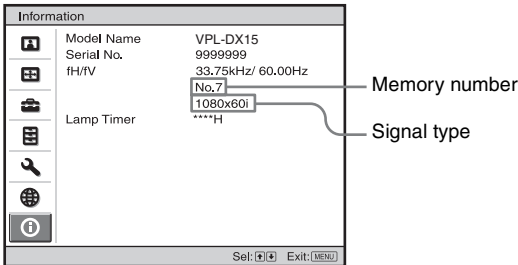 Information
Model Name VPL-DX15
Serial No. 9999999
fH/fV 33.75kHz/ 60.00Hz
No.7
Memory number
1080x60i
Signal type
Lamp Timer ****H
Sel: Exit: MENU